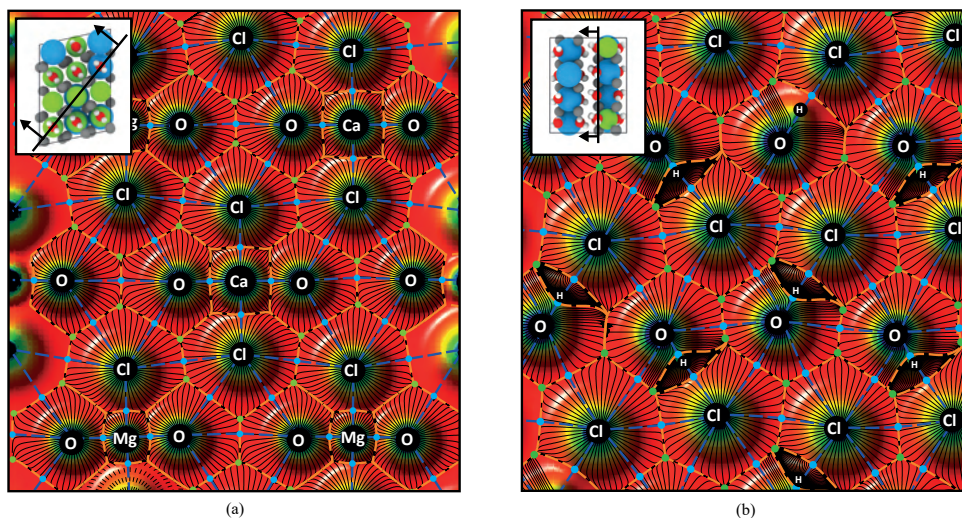 Cl Cl
g O Ca O
Cl Cl Cl
O O Ca O
Cl Cl Cl
O Mg O O Mg O
(a)
Cl Cl Cl
H
O O O
H H
Cl Cl Cl Cl
H H
O O O O
H H
Cl Cl Cl Cl
H
(b)